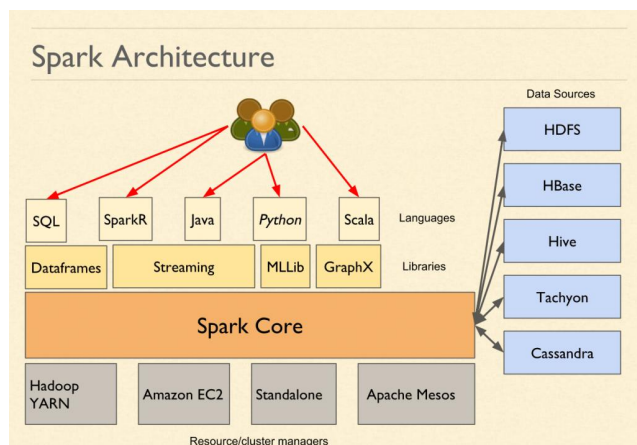 Spark Architecture
Data Sources
HDFS
HBase
Hive
Tachyon
Cassandra
SQL
SparkR
Java
Python
Scala
Languages
Dataframes
Streaming
MLLib
GraphX
Libraries
Spark Core
Hadoop
YARN
Amazon EC2
Standalone
Apache Mesos
Resource/cluster managers